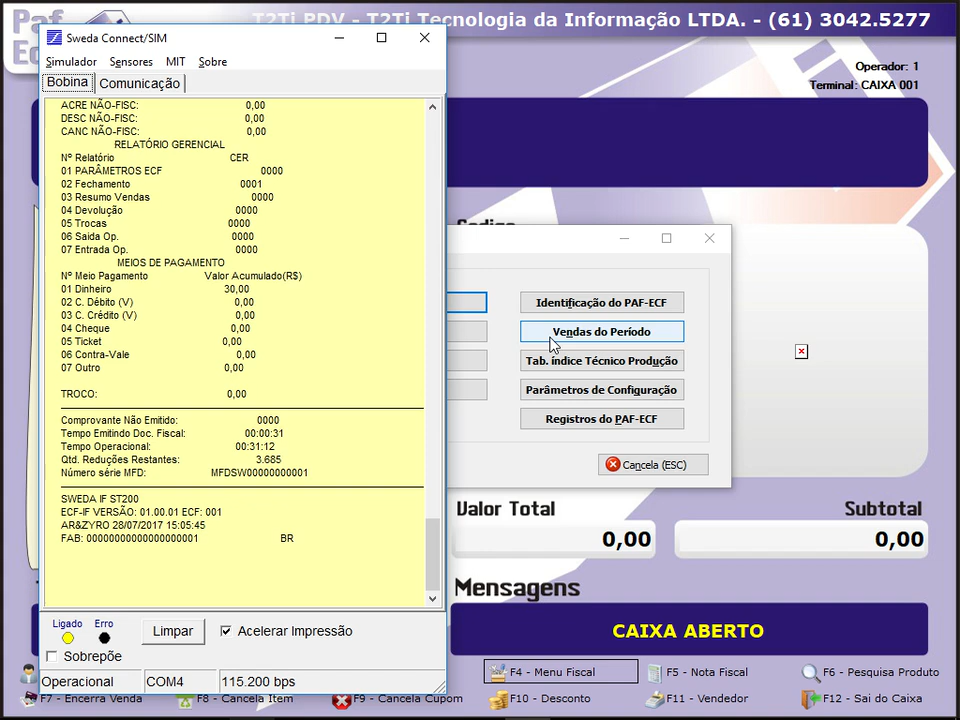 Paf
T2Ti PDV - T2Ti Tecnologia da Informação LTDA. - (61) 3042.5277
Operador: 1
Terminal: CAIXA 001
Sweda Connect/SIM
Simulador Sensores MIT Sobre
Bobina Comunicação
ACRE NÃO-FISC: 0,00
DESC NÃO-FISC: 0,00
CANC NÃO-FISC: 0,00
RELATÓRIO GERENCIAL
Nº Relatório CER
01 PARÂMETROS ECF 0000
02 Fechamento 0001
03 Resumo Vendas 0000
04 Devolução 0000
05 Trocas 0000
06 Saida Op. 0000
07 Entrada Op. 0000
MEIOS DE PAGAMENTO
Nº Meio Pagamento Valor Acumulado(R$)
01 Dinheiro 30,00
02 C. Débito (V) 0,00
03 C. Crédito (V) 0,00
04 Cheque 0,00
05 Ticket 0,00
06 Contra-Vale 0,00
07 Outro 0,00
TROCO: 0,00
Comprovante Não Emitido: 0000
Tempo Emitindo Doc. Fiscal: 00:00:31
Tempo Operacional: 00:31:12
Qtd. Reduções Restantes: 3.685
Número série MFD: MFDSW00000000001
SWEDA IF ST200
ECF-IF VERSÃO: 01.00.01 ECF: 001
AR&ZYRO 28/07/2017 15:05:45
FAB: 00000000000000000001 BR
Ligado Erro
Limpar
Acelerar Impressão
Sobrepõe
Operacional COM4 115.200 bps
Identificação do PAF-ECF
Vendas do Período
Tab. índice Técnico Produção
Parâmetros de Configuração
Registros do PAF-ECF
Cancela (ESC)
Valor Total
Subtotal
0,00
0,00
Mensagens
CAIXA ABERTO
F4 - Menu Fiscal
F5 - Nota Fiscal
F6 - Pesquisa Produto
F7 - Encerra Venda
F8 - Cancela Item
F9 - Cancela Cupom
F10 - Desconto
F11 - Vendedor
F12 - Sai do Caixa